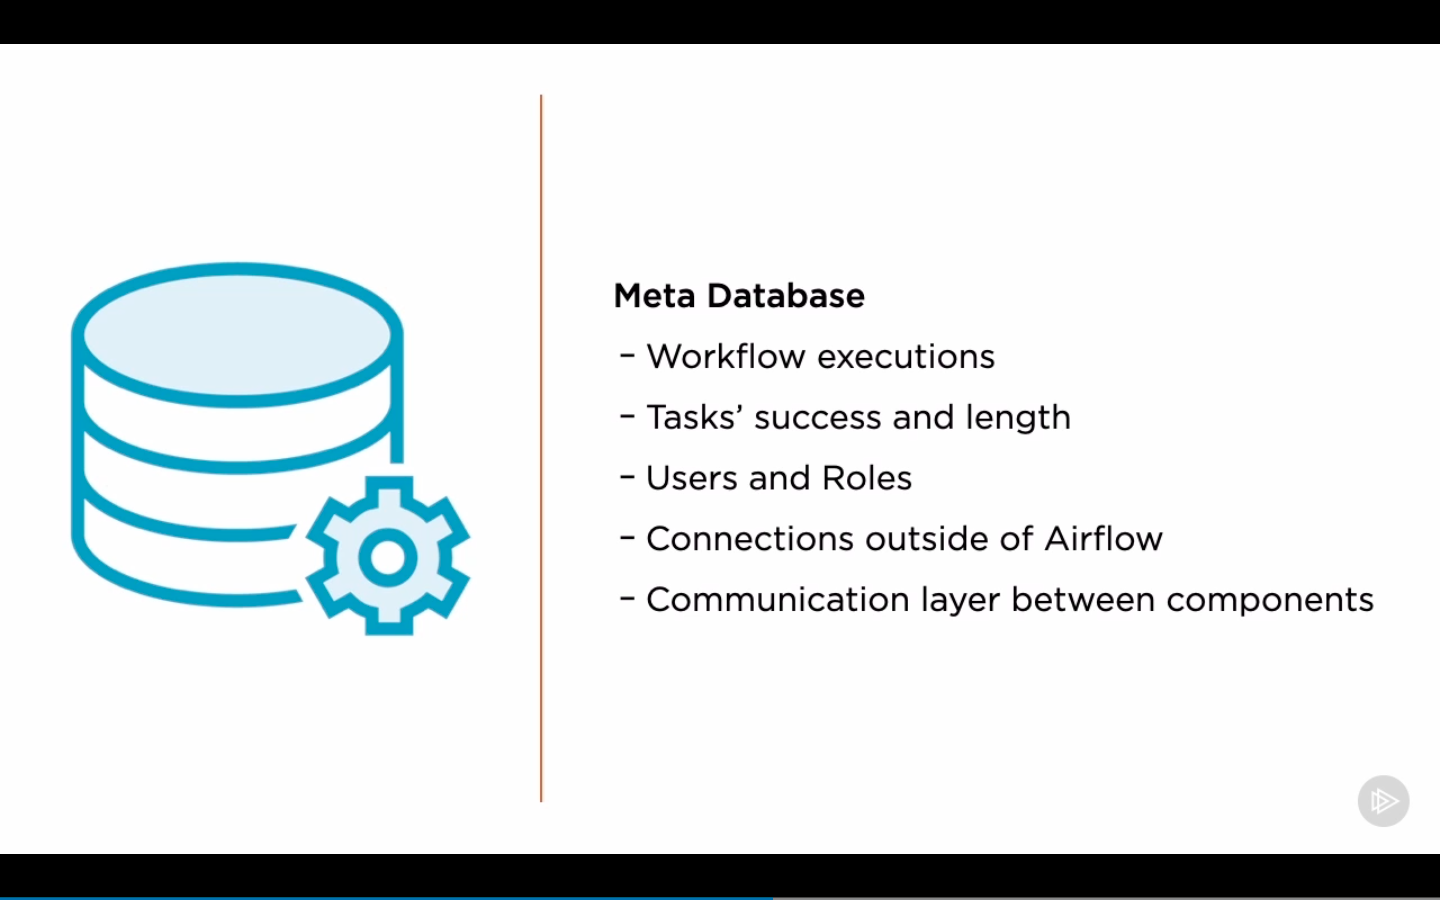 Meta Database
– Workflow executions
– Tasks’ success and length
– Users and Roles
– Connections outside of Airflow
– Communication layer between components